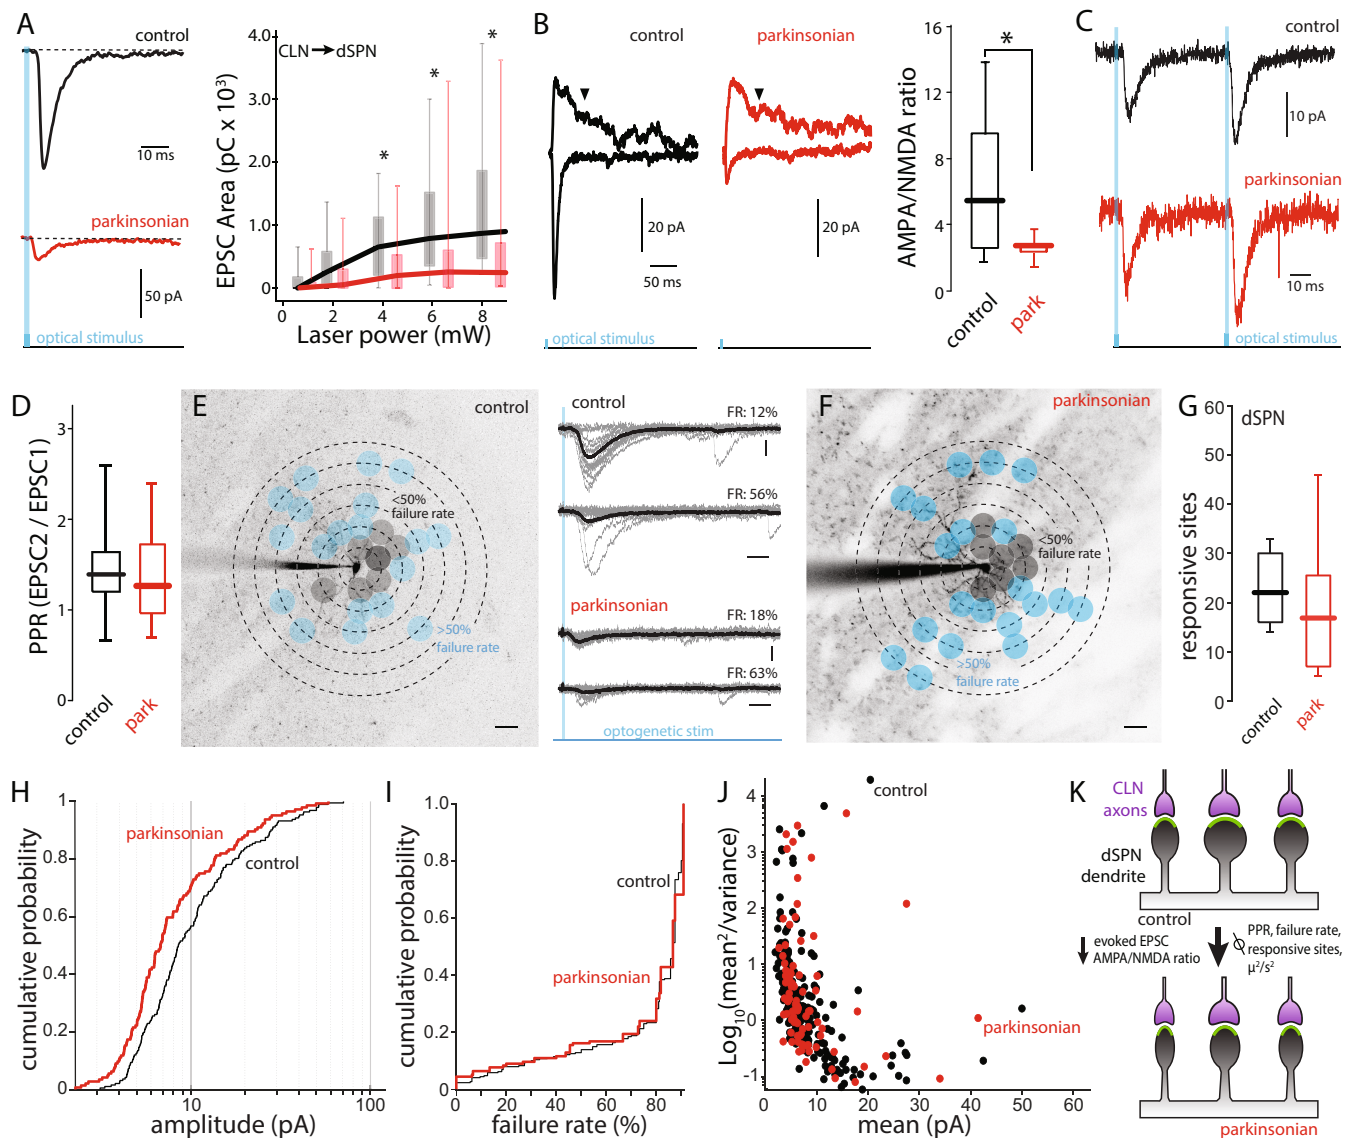 A
control
10 ms
parkinsonian
50 pA
optical stimulus
EPSC Area (pC x 10³)
4.0
3.0
2.0
1.0
0
CLN → dSPN
*
*
*
0
2
4
6
8
Laser power (mW)
B
control
parkinsonian
20 pA
50 ms
20 pA
optical stimulus
AMPA/NMDA ratio
16
12
8
4
0
*
control
park
C
control
10 pA
parkinsonian
10 ms
optical stimulus
D
PPR (EPSC2 / EPSC1)
3
2
1
0
control
park
E
control
<50%
failure rate
>50%
failure rate
control
FR: 12%
FR: 56%
parkinsonian
FR: 18%
FR: 63%
optogenetic stim
F
parkinsonian
<50%
failure rate
>50%
failure rate
G
dSPN
responsive sites
60
50
40
30
20
10
0
control
park
H
cumulative probability
1
0.8
0.6
0.4
0.2
0
parkinsonian
control
10
100
amplitude (pA)
I
cumulative probability
1.0
0.8
0.6
0.4
0.2
0
control
parkinsonian
0
20
40
60
80
failure rate (%)
J
Log₁₀(mean²/variance)
4
3
2
1
0
-1
control
parkinsonian
0
10
20
30
40
50
60
mean (pA)
K
CLN
axons
dSPN
dendrite
control
evoked EPSC
AMPA/NMDA ratio
PPR, failure rate,
responsive sites,
μ²/s²
parkinsonian